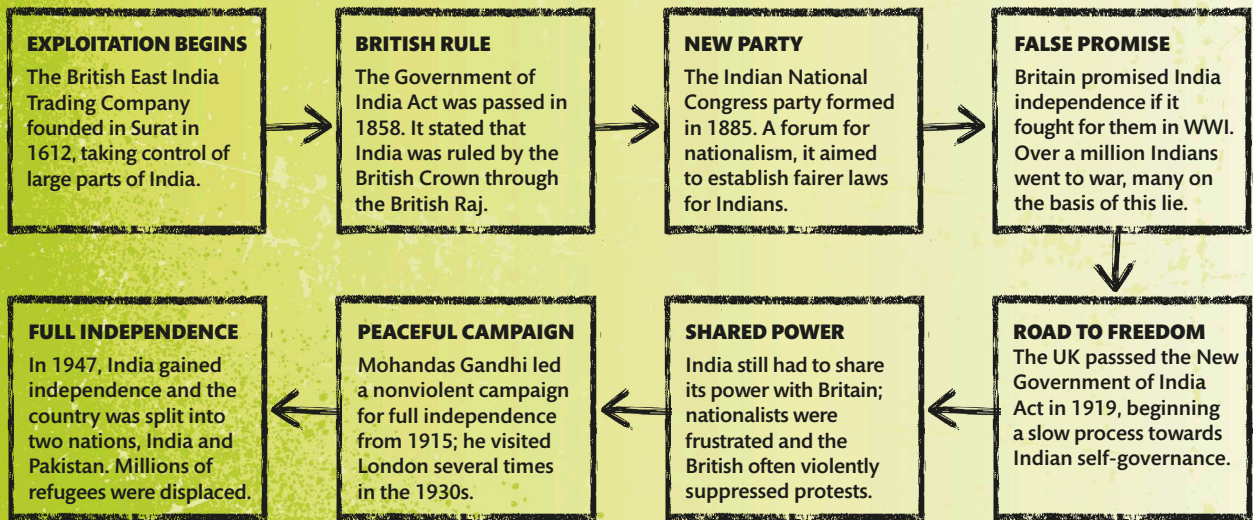 EXPLOITATION BEGINS
The British East India
Trading Company
founded in Surat in
1612, taking control of
large parts of India.
BRITISH RULE
The Government of
India Act was passed in
1858. It stated that
India was ruled by the
British Crown through
the British Raj.
NEW PARTY
The Indian National
Congress party formed
in 1885. A forum for
nationalism, it aimed
to establish fairer laws
for Indians.
FALSE PROMISE
Britain promised India
independence if it
fought for them in WWI.
Over a million Indians
went to war, many on
the basis of this lie.
ROAD TO FREEDOM
The UK passsed the New
Government of India
Act in 1919, beginning
a slow process towards
Indian self-governance.
SHARED POWER
India still had to share
its power with Britain;
nationalists were
frustrated and the
British often violently
suppressed protests.
PEACEFUL CAMPAIGN
Mohandas Gandhi led
a nonviolent campaign
for full independence
from 1915; he visited
London several times
in the 1930s.
FULL INDEPENDENCE
In 1947, India gained
independence and the
country was split into
two nations, India and
Pakistan. Millions of
refugees were displaced.